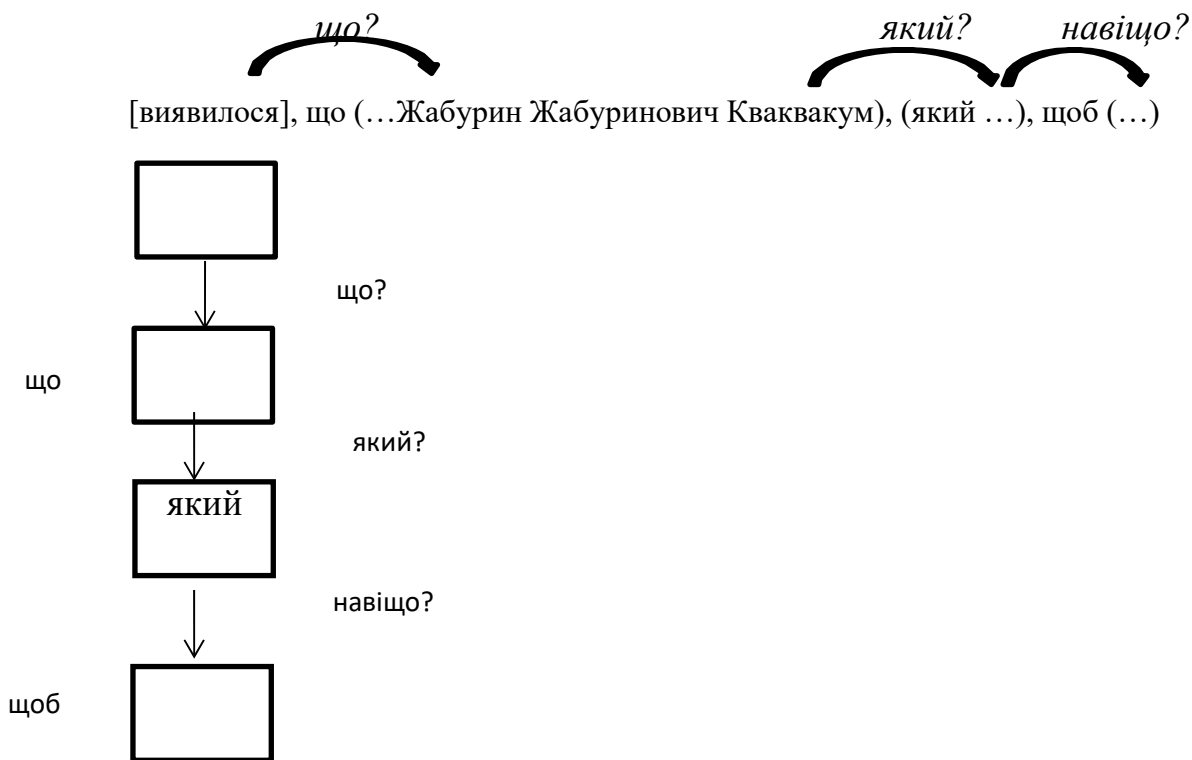 що? який? навіщо?
[виявилося], що (…Жабурин Жабуринович Кваквакум), (який …), щоб (…)
що?
що
який?
який
навіщо?
щоб